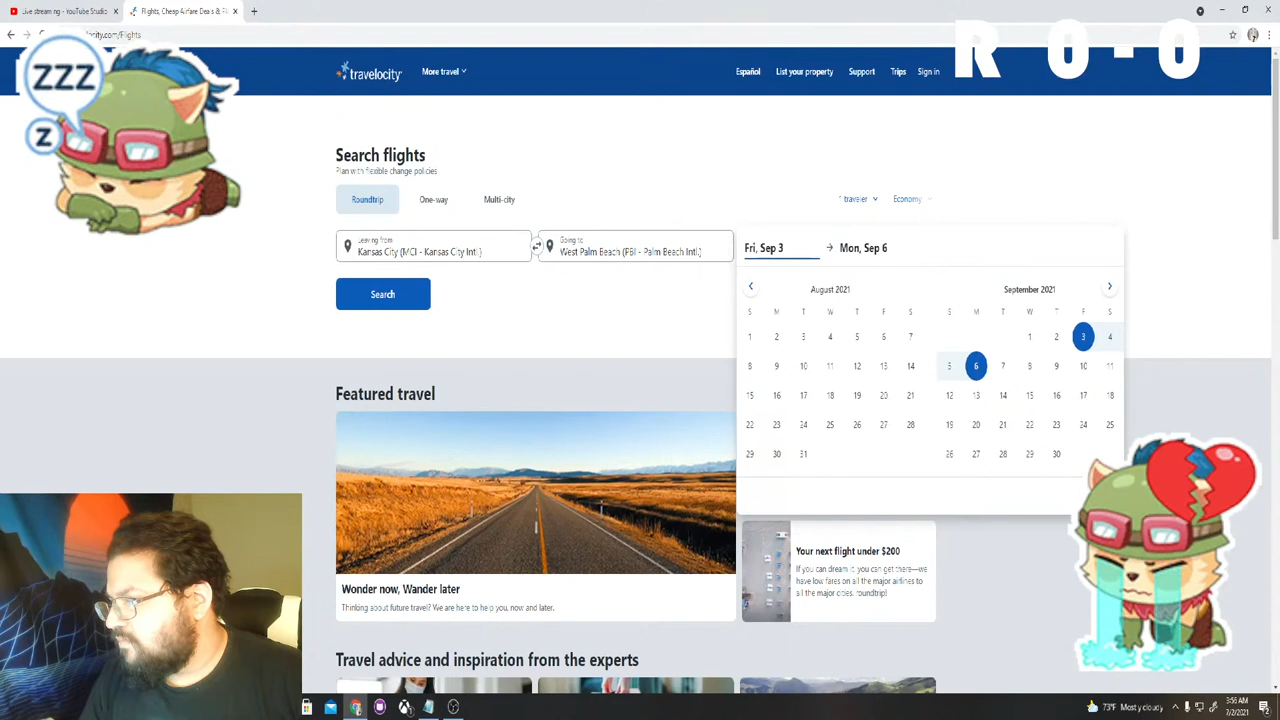 Live streaming - YouTube Studio
Flights, Cheap Airfare Deals & Fl
ocity.com/Flights
R 0-0
ZZZ
Z
travelocity
More travel
Español
List your property
Support
Trips
Sign in
Search flights
Plan with flexible change policies
Roundtrip
One-way
Multi-city
1 traveler
Economy
Leaving from
Kansas City (MCI - Kansas City Intl.)
Going to
West Palm Beach (PBI - Palm Beach Intl.)
Fri, Sep 3
Mon, Sep 6
Search
August 2021
September 2021
S M T W T F S
S M T W T F S
1 2 3 4 5 6 7
1 2 3 4
8 9 10 11 12 13 14
5 6 7 8 9 10 11
15 16 17 18 19 20 21
12 13 14 15 16 17 18
22 23 24 25 26 27 28
19 20 21 22 23 24 25
29 30 31
26 27 28 29 30
Featured travel
Wonder now, Wander later
Thinking about future travel? We are here to help you, now and later.
Your next flight under $200
If you can dream it you can get there—we
have low fares on all the major airlines to
all the major cities. roundtrip!
Travel advice and inspiration from the experts
73°F Mostly cloudy
3:56 AM
7/2/2021